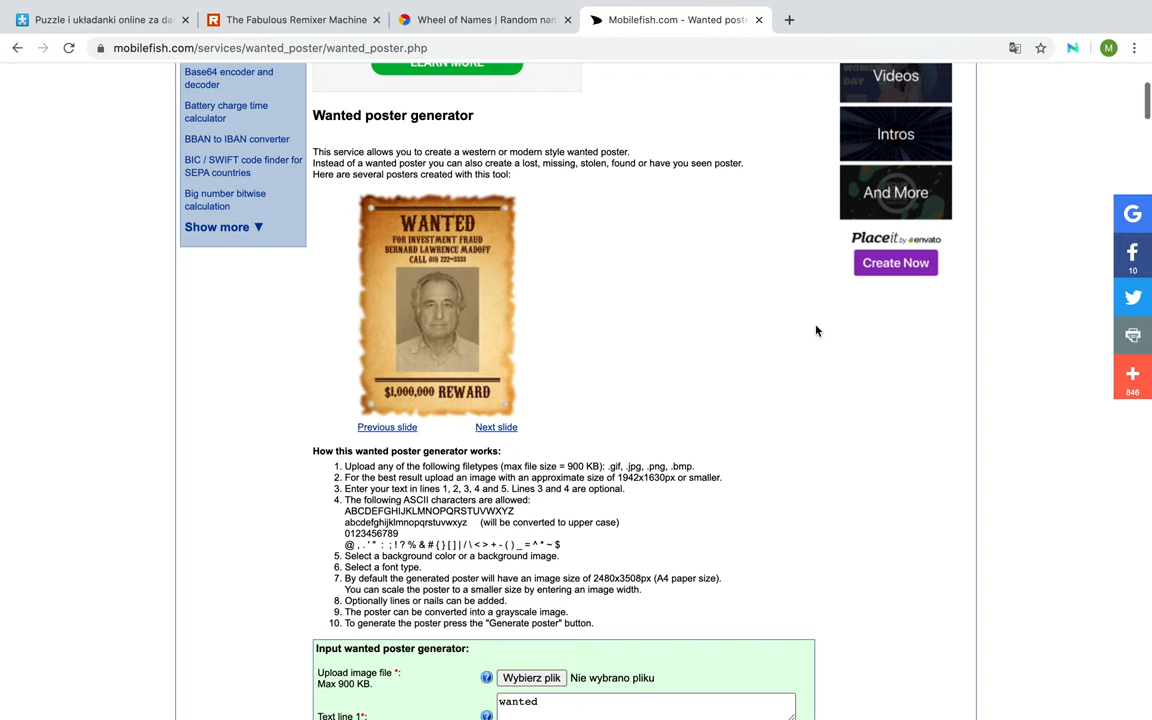 Puzzle i układanki online za da
The Fabulous Remixer Machine
Wheel of Names | Random nam
Mobilefish.com - Wanted poste
mobilefish.com/services/wanted_poster/wanted_poster.php
M
Base64 encoder and
decoder
Battery charge time
calculator
BBAN to IBAN converter
BIC / SWIFT code finder for
SEPA countries
Big number bitwise
calculation
Show more ▼
LEARN MORE
Wanted poster generator
This service allows you to create a western or modern style wanted poster.
Instead of a wanted poster you can also create a lost, missing, stolen, found or have you seen poster.
Here are several posters created with this tool:
WANTED
FOR INVESTMENT FRAUD
BERNARD LAWRENCE MADOFF
CALL (111) 222-3333
$1,000,000 REWARD
Previous slide Next slide
How this wanted poster generator works:
1. Upload any of the following filetypes (max file size = 900 KB): .gif, .jpg, .png, .bmp.
2. For the best result upload an image with an approximate size of 1942x1630px or smaller.
3. Enter your text in lines 1, 2, 3, 4 and 5. Lines 3 and 4 are optional.
4. The following ASCII characters are allowed:
ABCDEFGHIJKLMNOPQRSTUVWXYZ
abcdefghijklmnopqrstuvwxyz (will be converted to upper case)
0123456789
@ , . ' " : ; ! ? % & # { } [ ] | / \ < > + - ( ) _ = ^ * ~ $
5. Select a background color or a background image.
6. Select a font type.
7. By default the generated poster will have an image size of 2480x3508px (A4 paper size).
You can scale the poster to a smaller size by entering an image width.
8. Optionally lines or nails can be added.
9. The poster can be converted into a grayscale image.
10. To generate the poster press the "Generate poster" button.
Input wanted poster generator:
Upload image file *:
Max 900 KB.
Wybierz plik Nie wybrano pliku
Text line 1*:
wanted
Videos
Intros
And More
Placeit by envato
Create Now
10
846